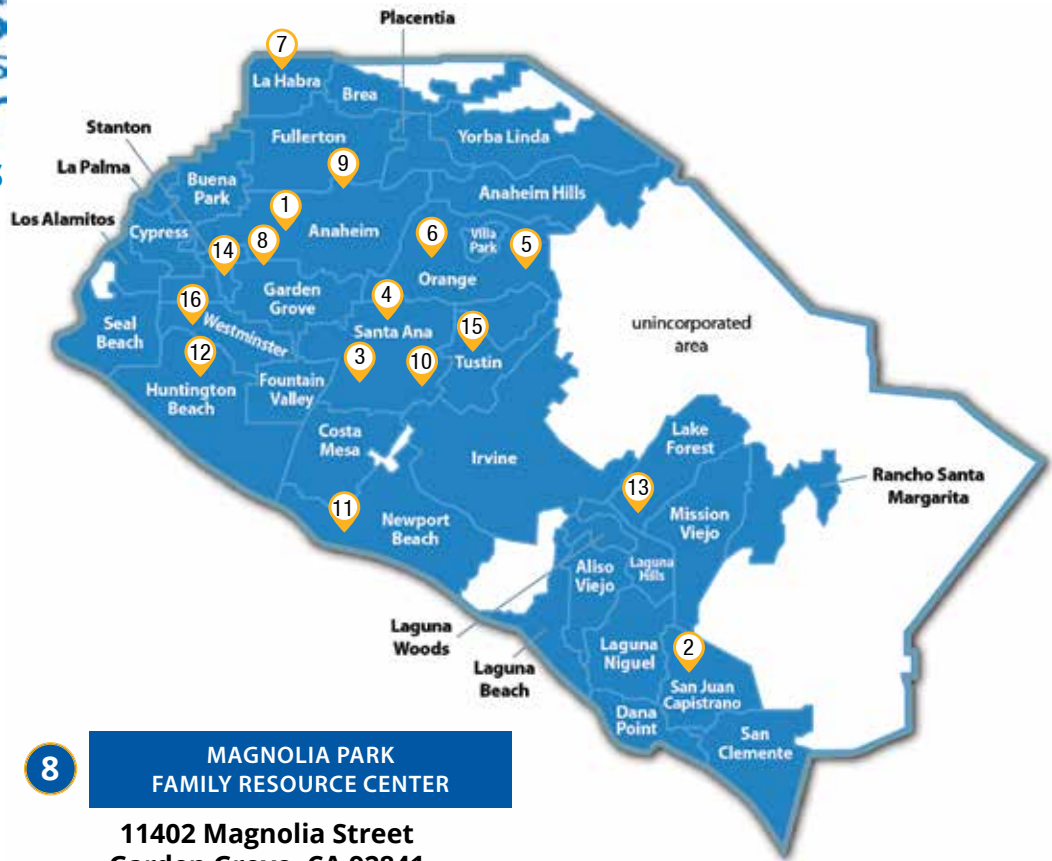 Placentia
7
La Habra
Brea
Stanton
Fullerton
Yorba Linda
La Palma
9
Buena
Park
Anaheim Hills
1
Los Alamitos
Cypress
Anaheim
14
8
6
Villa
Park
5
Orange
16
Garden
Grove
4
Seal
Beach
Westminster
Santa Ana
15
unincorporated
area
12
3
10
Tustin
Huntington
Beach
Fountain
Valley
Costa
Mesa
Irvine
Lake
Forest
Rancho Santa
Margarita
13
11
Newport
Beach
Mission
Viejo
Aliso
Viejo
Laguna
Hills
Laguna
Woods
Laguna
Beach
Laguna
Niguel
2
San Juan
Capistrano
Dana
Point
San
Clemente
8
MAGNOLIA PARK
FAMILY RESOURCE CENTER
11402 Magnolia Street
Garden Grove, CA 92841